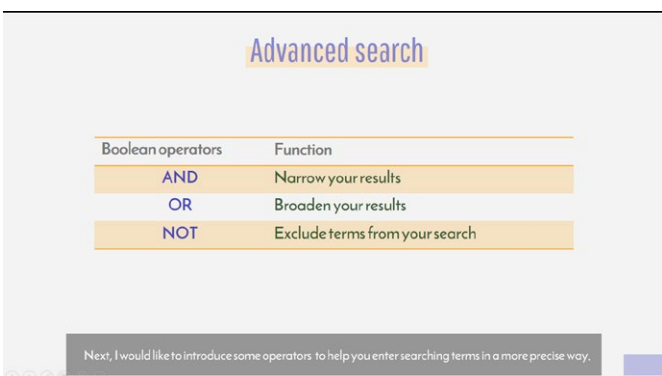 Advanced search
Boolean operators Function
AND Narrow your results
OR Broaden your results
NOT Exclude terms from your search
Next, I would like to introduce some operators to help you enter searching terms in a more precise way.